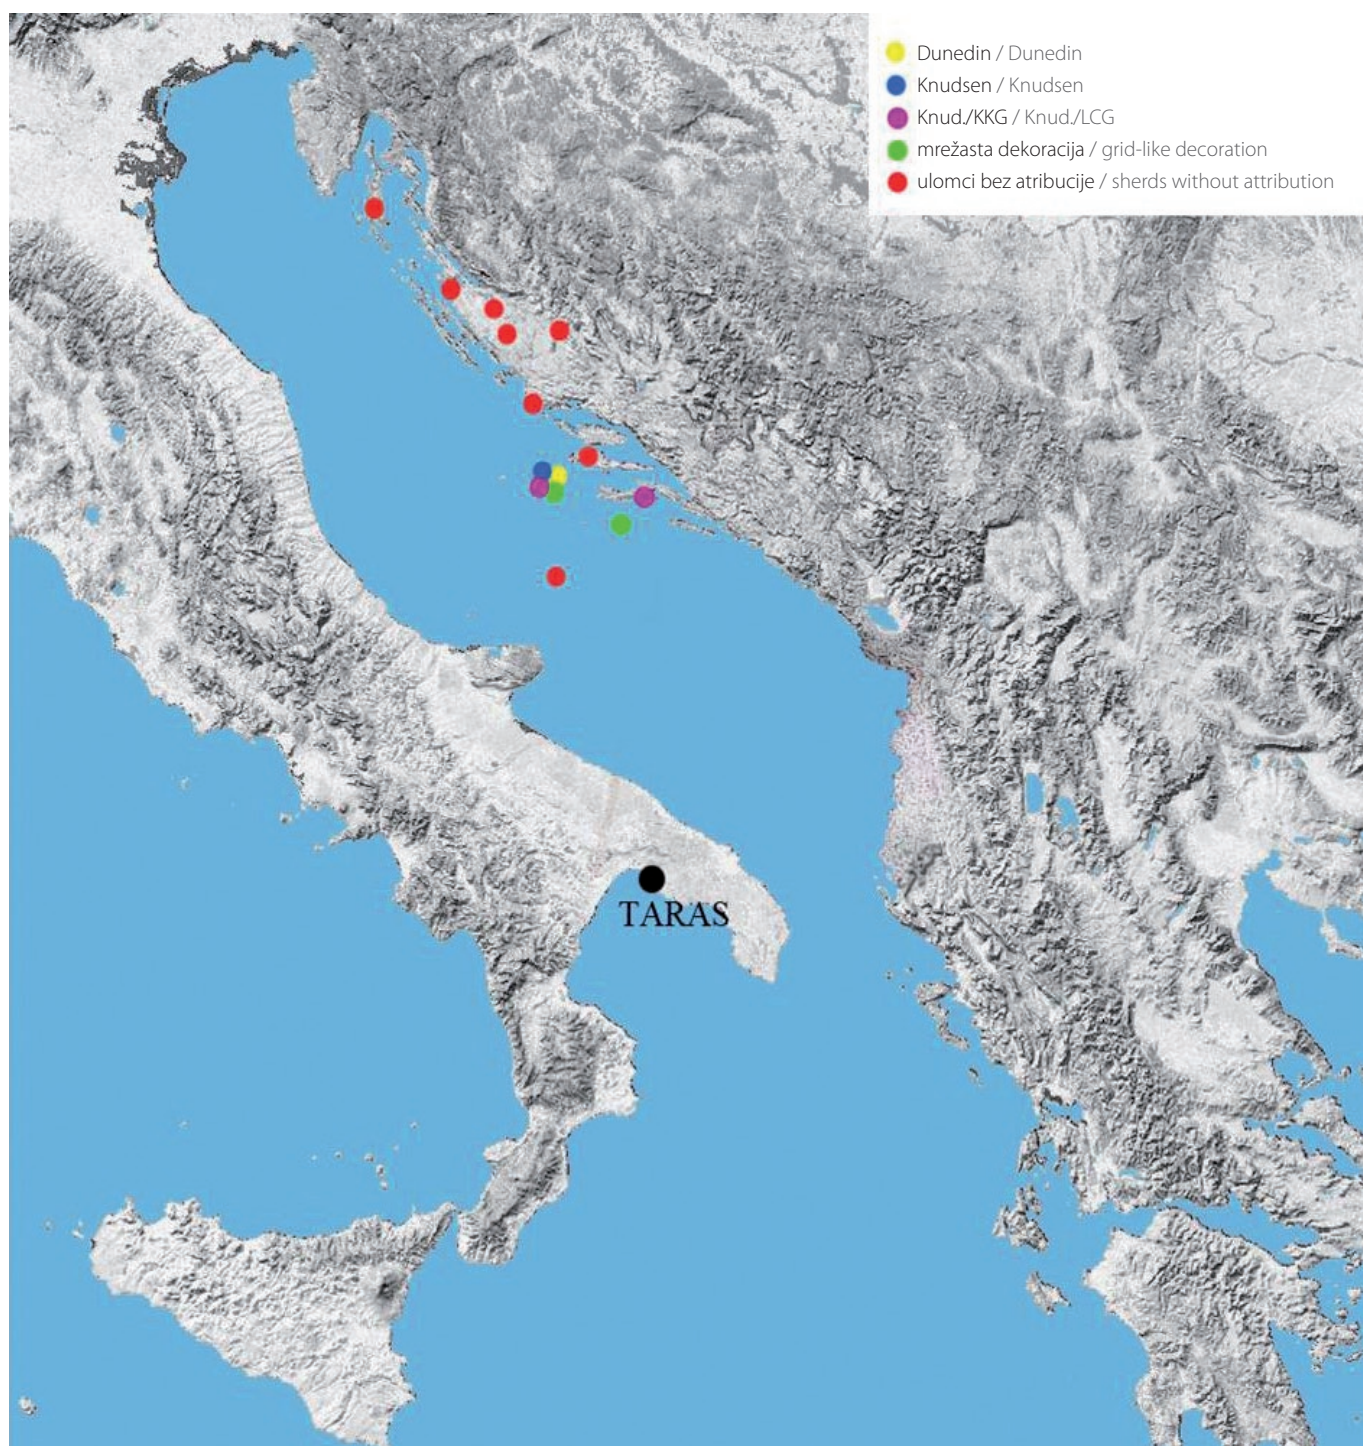 Dunedin / Dunedin
Knudsen / Knudsen
Knud./KKG / Knud./LCG
mrežasta dekoracija / grid-like decoration
ulomci bez atribucije / sherds without attribution
TARAS